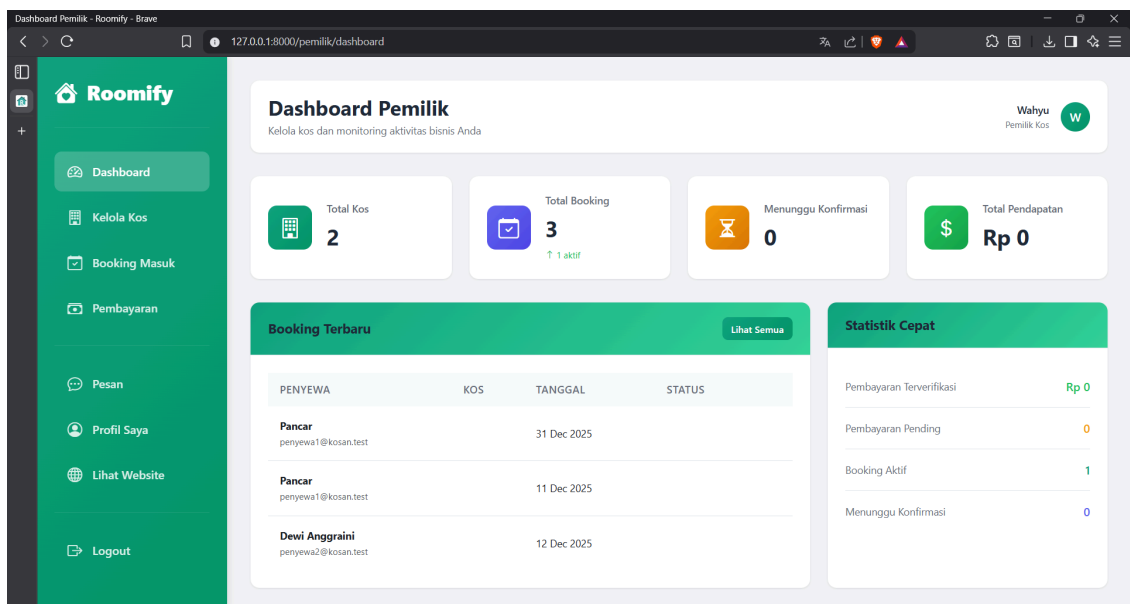 Dashboard Pemilik - Roomify - Brave
127.0.0.1:8000/pemilik/dashboard
Roomify
Dashboard
Kelola Kos
Booking Masuk
Pembayaran
Pesan
Profil Saya
Lihat Website
Logout
Dashboard Pemilik
Kelola kos dan monitoring aktivitas bisnis Anda
Wahyu
Pemilik Kos
W
Total Kos
2
Total Booking
3
↑ 1 aktif
Menunggu Konfirmasi
0
Total Pendapatan
$
Rp 0
Booking Terbaru
Lihat Semua
PENYEWA KOS TANGGAL STATUS
Pancar
penyewa1@kosan.test
31 Dec 2025
Pancar
penyewa1@kosan.test
11 Dec 2025
Dewi Anggraini
penyewa2@kosan.test
12 Dec 2025
Statistik Cepat
Pembayaran Terverifikasi Rp 0
Pembayaran Pending 0
Booking Aktif 1
Menunggu Konfirmasi 0